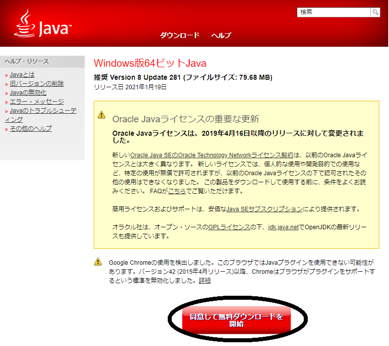 Java
検索
ダウンロード ヘルプ
ヘルプ・リソース
» Javaとは
» 旧バージョンの削除
» Javaの無効化
» エラー・メッセージ
» Javaのトラブルシューテ
ィング
» その他のヘルプ
Windows版64ビットJava
推奨 Version 8 Update 281 (ファイルサイズ: 79.68 MB)
リリース日 2021年1月19日
Oracle Javaライセンスの重要な更新
Oracle Javaライセンスは、2019年4月16日以降のリリースに対して変更されま
した。
新しいOracle Java SEのOracle Technology Networkライセンス契約は、以前のOracle Javaライ
センスとは大きく異なります。 新しいライセンスでは、個人的な使用や開発目的での使用な
ど、特定の使用が無償で許可されますが、以前のOracle Javaライセンスの下で認可されたその
他の使用はできなくなりました。 この製品をダウンロードして使用する前に、条件をよくお読
みください。 FAQがこちらでご覧いただけます。
商用ライセンスおよびサポートは、安価なJava SEサブスクリプションにより提供されます。
オラクル社は、オープン・ソースのGPLライセンスの下、jdk.java.netでOpenJDKの最新リリー
スも提供しています。
Google Chromeの使用を検出しました。このブラウザではJavaプラグインを使用できない可能性が
あります。バージョン42 (2015年4月リリース)以降、Chromeはブラウザがプラグインをサポートす
るという標準を無効化しました。詳細
同意して無料ダウンロードを
開始